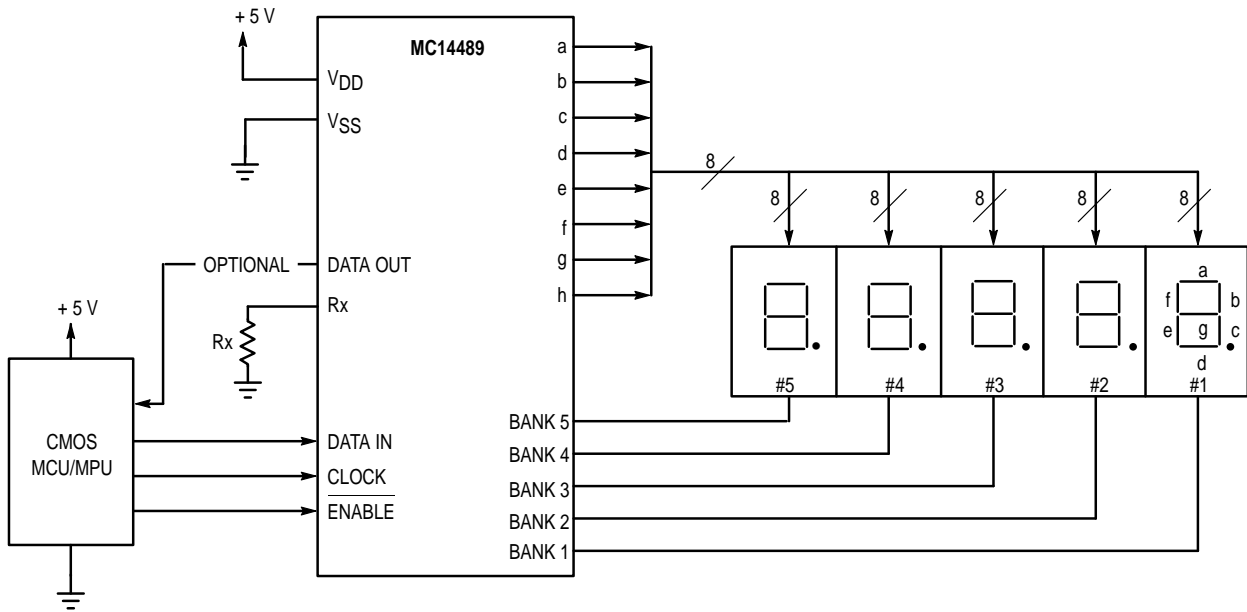 + 5 V
MC14489
VDD
VSS
a
b
c
d
e
f
g
h
8
8
8
8
8
8
OPTIONAL
DATA OUT
Rx
Rx
+ 5 V
CMOS
MCU/MPU
DATA IN
CLOCK
ENABLE
BANK 5
BANK 4
BANK 3
BANK 2
BANK 1
a
f
b
e
g
c
d
#5
#4
#3
#2
#1